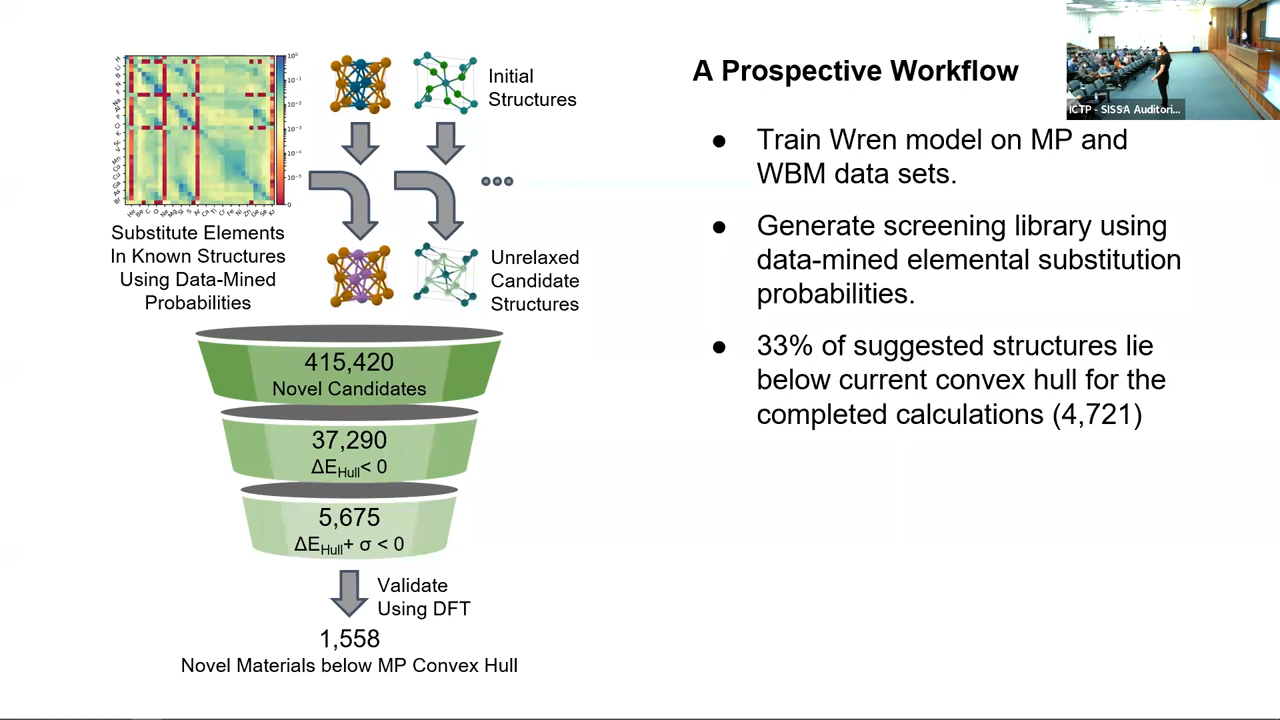 Initial
Structures
Substitute Elements
In Known Structures
Using Data-Mined
Probabilities
Unrelaxed
Candidate
Structures
415,420
Novel Candidates
37,290
ΔE_Hull< 0
5,675
ΔE_Hull+ σ < 0
Validate
Using DFT
1,558
Novel Materials below MP Convex Hull
A Prospective Workflow
● Train Wren model on MP and
WBM data sets.
● Generate screening library using
data-mined elemental substitution
probabilities.
● 33% of suggested structures lie
below current convex hull for the
completed calculations (4,721)
ICTP - SISSA Auditori...